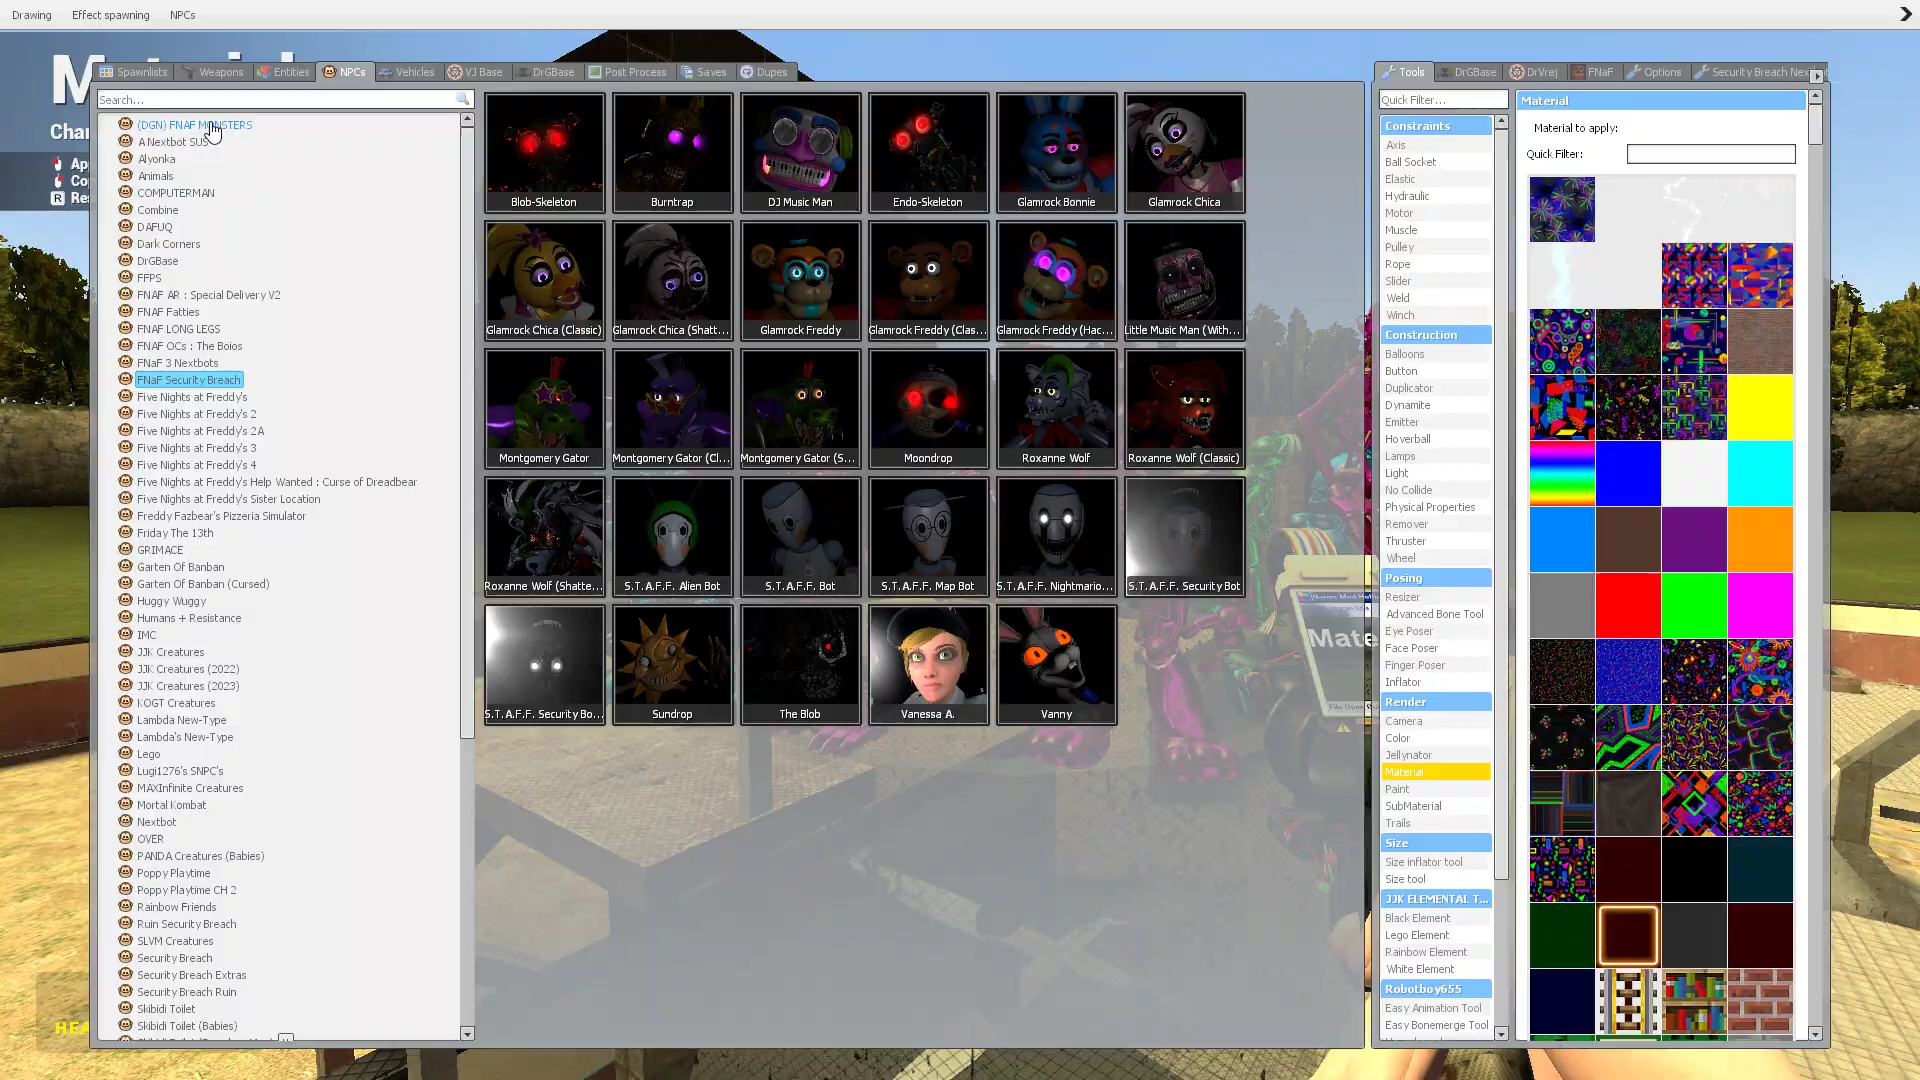 Drawing Effect spawning NPCs
Spawnlists Weapons Entities NPCs Vehicles VJ Base DrGBase Post Process Saves Dupes
Search...
(DGN) FNAF MONSTERS
A Nextbot SUS
Alyonka
Animals
COMPUTERMAN
Combine
DAFUQ
Dark Corners
DrGBase
FFPS
FNAF AR : Special Delivery V2
FNAF Fatties
FNAF LONG LEGS
FNAF OCs : The Boios
FNaF 3 Nextbots
FNaF Security Breach
Five Nights at Freddy's
Five Nights at Freddy's 2
Five Nights at Freddy's 2A
Five Nights at Freddy's 3
Five Nights at Freddy's 4
Five Nights at Freddy's Help Wanted : Curse of Dreadbear
Five Nights at Freddy's Sister Location
Freddy Fazbear's Pizzeria Simulator
Friday The 13th
GRIMACE
Garten Of Banban
Garten Of Banban (Cursed)
Huggy Wuggy
Humans + Resistance
IMC
JJK Creatures
JJK Creatures (2022)
JJK Creatures (2023)
KOGT Creatures
Lambda New-Type
Lambda's New-Type
Lego
Lugi1276's SNPC's
MAXInfinite Creatures
Mortal Kombat
Nextbot
OVER
PANDA Creatures (Babies)
Poppy Playtime
Poppy Playtime CH 2
Rainbow Friends
Ruin Security Breach
SLVM Creatures
Security Breach
Security Breach Extras
Security Breach Ruin
Skibidi Toilet
Skibidi Toilet (Babies)
Blob-Skeleton Burntrap DJ Music Man Endo-Skeleton Glamrock Bonnie Glamrock Chica
Glamrock Chica (Classic) Glamrock Chica (Shatt... Glamrock Freddy Glamrock Freddy (Clas... Glamrock Freddy (Hac... Little Music Man (With...
Montgomery Gator Montgomery Gator (Cl... Montgomery Gator (S... Moondrop Roxanne Wolf Roxanne Wolf (Classic)
Roxanne Wolf (Shatte... S.T.A.F.F. Alien Bot S.T.A.F.F. Bot S.T.A.F.F. Map Bot S.T.A.F.F. Nightmario... S.T.A.F.F. Security Bot
S.T.A.F.F. Security Bo... Sundrop The Blob Vanessa A. Vanny
Tools DrGBase DrVrej FNaF Options Security Breach
Quick Filter...
Constraints
Axis
Ball Socket
Elastic
Hydraulic
Motor
Muscle
Pulley
Rope
Slider
Weld
Winch
Construction
Balloons
Button
Duplicator
Dynamite
Emitter
Hoverball
Lamps
Light
No Collide
Physical Properties
Remover
Thruster
Wheel
Posing
Resizer
Advanced Bone Tool
Eye Poser
Face Poser
Finger Poser
Inflator
Render
Camera
Color
Jellynator
Material
Paint
SubMaterial
Trails
Size
Size inflator tool
Size tool
JJK ELEMENTAL T...
Black Element
Lego Element
Rainbow Element
White Element
Robotboy655
Easy Animation Tool
Easy Bonemerge Tool
Material
Material to apply:
Quick Filter:
Cha
R Res
Mate
HEA